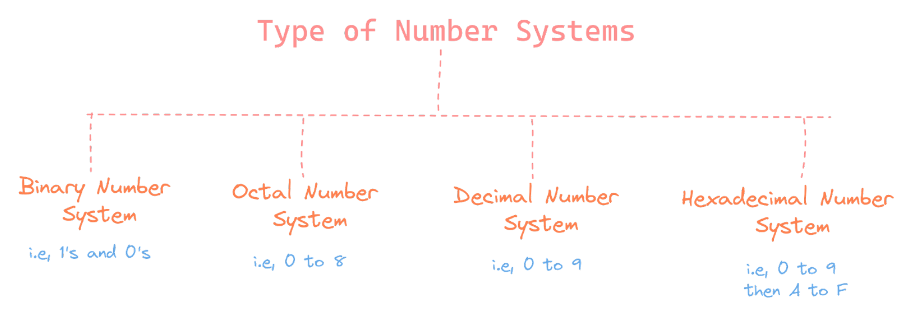 Type of Number Systems
Binary Number
System
i.e, 1's and 0's
Octal Number
System
i.e, 0 to 8
Decimal Number
System
i.e, 0 to 9
Hexadecimal Number
System
i.e, 0 to 9
then A to F